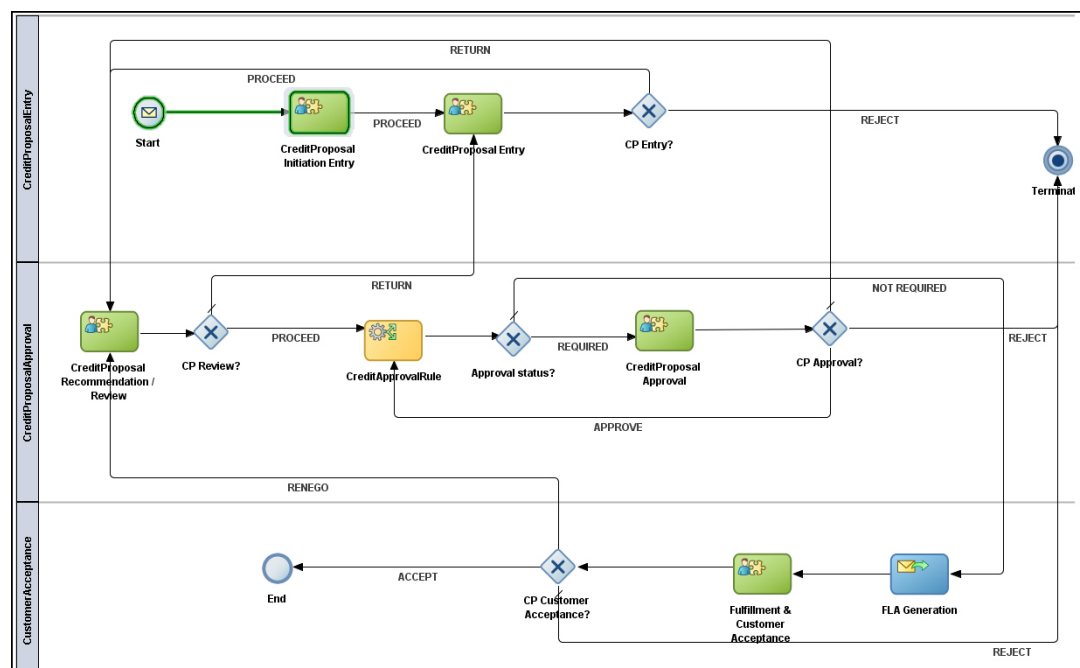 CreditProposalEntry
RETURN
PROCEED
Start
CreditProposal
Initiation Entry
PROCEED
CreditProposal Entry
CP Entry?
REJECT
Terminat
CreditProposalApproval
RETURN
NOT REQUIRED
CreditProposal
Recommendation /
Review
CP Review?
PROCEED
CreditApprovalRule
Approval status?
REQUIRED
CreditProposal
Approval
CP Approval?
REJECT
APPROVE
RENEGO
CustomerAcceptance
End
ACCEPT
CP Customer
Acceptance?
Fulfillment &
Customer
Acceptance
FLA Generation
REJECT